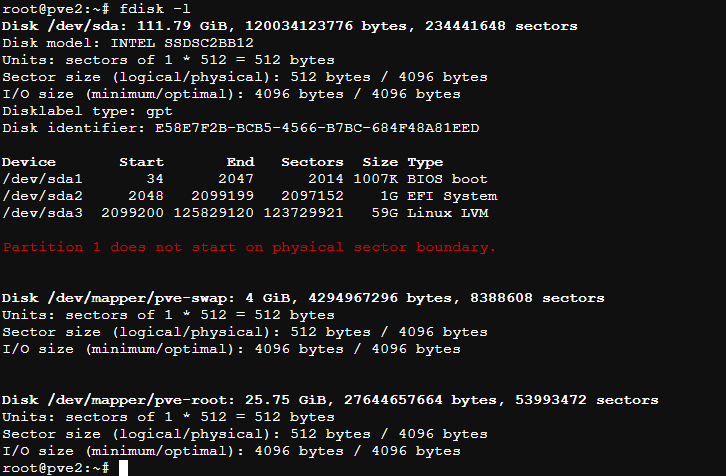 root@pve2:~# fdisk -l
Disk /dev/sda: 111.79 GiB, 120034123776 bytes, 234441648 sectors
Disk model: INTEL SSDSC2BB12
Units: sectors of 1 * 512 = 512 bytes
Sector size (logical/physical): 512 bytes / 4096 bytes
I/O size (minimum/optimal): 4096 bytes / 4096 bytes
Disklabel type: gpt
Disk identifier: E58E7F2B-BCB5-4566-B7BC-684F48A81EED
Device       Start       End   Sectors  Size Type
/dev/sda1       34      2047      2014 1007K BIOS boot
/dev/sda2     2048   2099199   2097152    1G EFI System
/dev/sda3  2099200 125829120 123729921   59G Linux LVM
Partition 1 does not start on physical sector boundary.
Disk /dev/mapper/pve-swap: 4 GiB, 4294967296 bytes, 8388608 sectors
Units: sectors of 1 * 512 = 512 bytes
Sector size (logical/physical): 512 bytes / 4096 bytes
I/O size (minimum/optimal): 4096 bytes / 4096 bytes
Disk /dev/mapper/pve-root: 25.75 GiB, 27644657664 bytes, 53993472 sectors
Units: sectors of 1 * 512 = 512 bytes
Sector size (logical/physical): 512 bytes / 4096 bytes
I/O size (minimum/optimal): 4096 bytes / 4096 bytes
root@pve2:~#